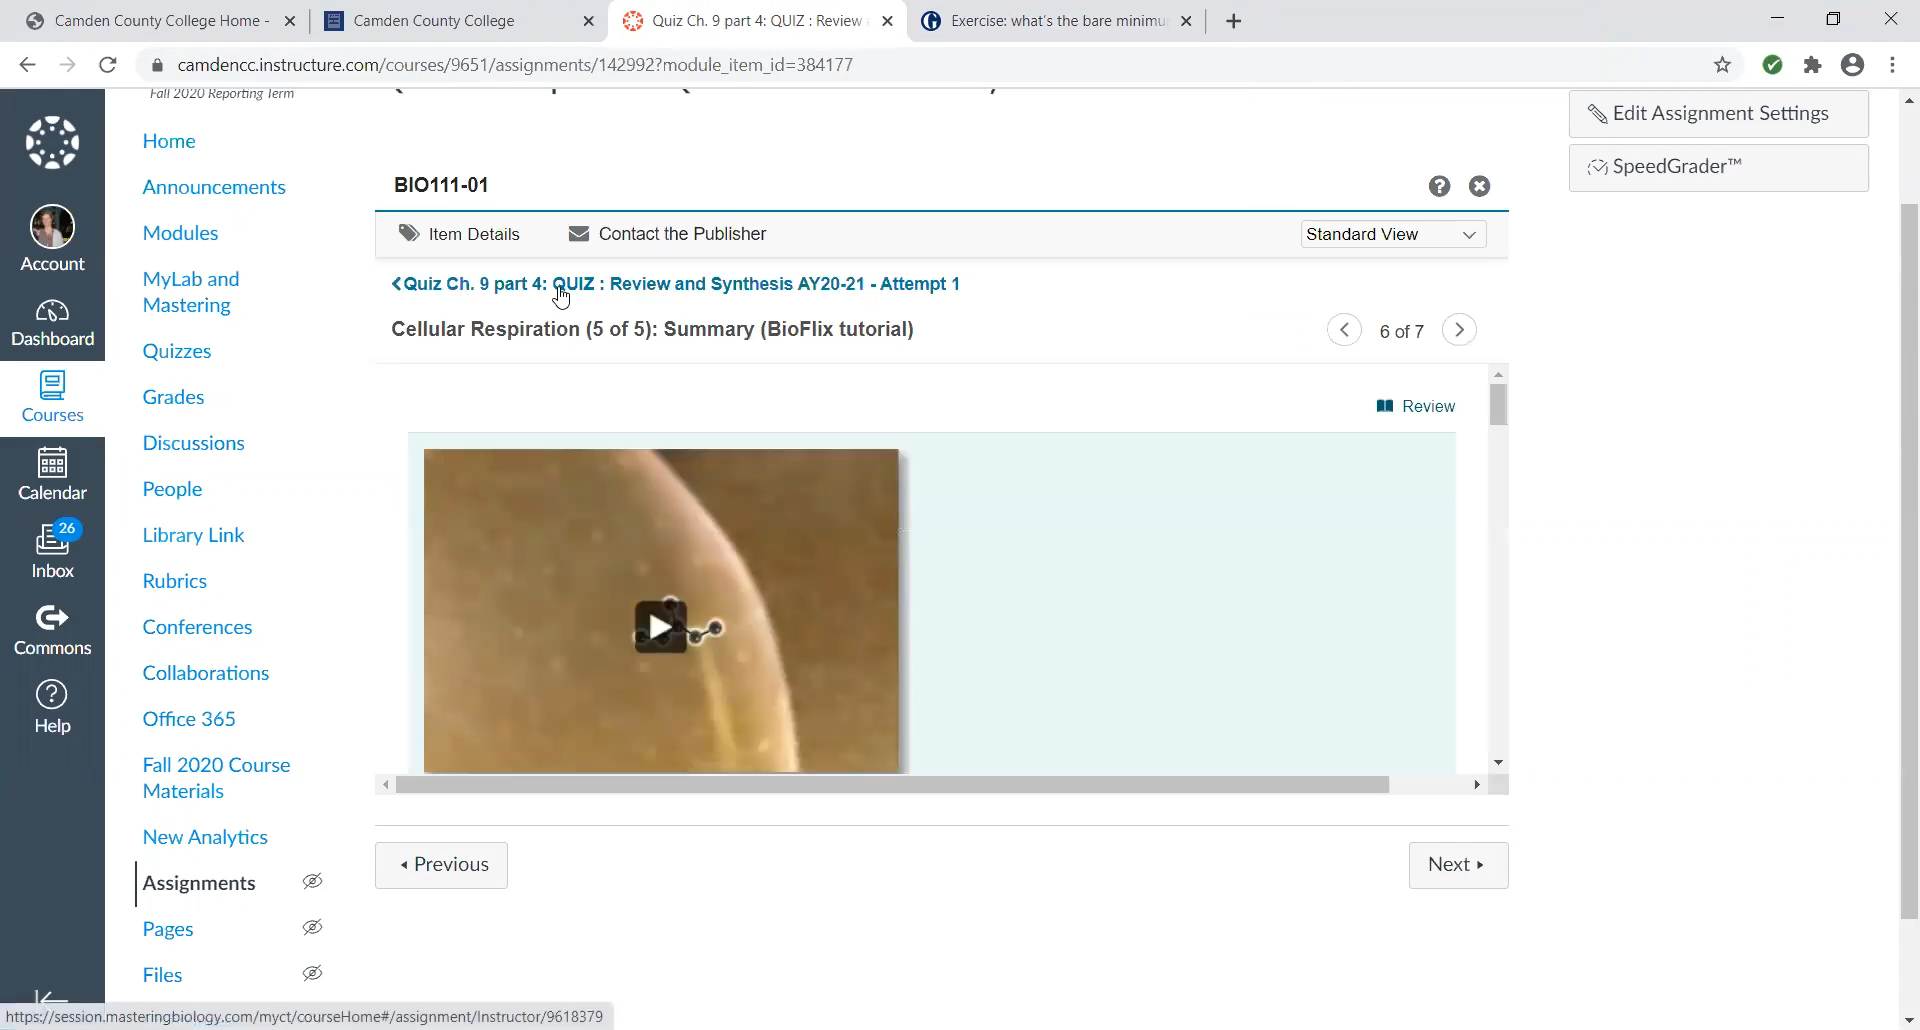 Camden County College Home -
Camden County College
Quiz Ch. 9 part 4: QUIZ : Review
Exercise: what's the bare minimu
camdencc.instructure.com/courses/9651/assignments/142992?module_item_id=384177
Fall 2020 Reporting Term
Edit Assignment Settings
SpeedGrader™
Account
Dashboard
Courses
Calendar
26
Inbox
Commons
Help
Home
Announcements
Modules
MyLab and
Mastering
Quizzes
Grades
Discussions
People
Library Link
Rubrics
Conferences
Collaborations
Office 365
Fall 2020 Course
Materials
New Analytics
Assignments
Pages
Files
BIO111-01
Item Details
Contact the Publisher
Standard View
Quiz Ch. 9 part 4: QUIZ : Review and Synthesis AY20-21 - Attempt 1
Cellular Respiration (5 of 5): Summary (BioFlix tutorial)
6 of 7
Review
Previous
Next
https://session.masteringbiology.com/myct/courseHome#/assignment/Instructor/9618379